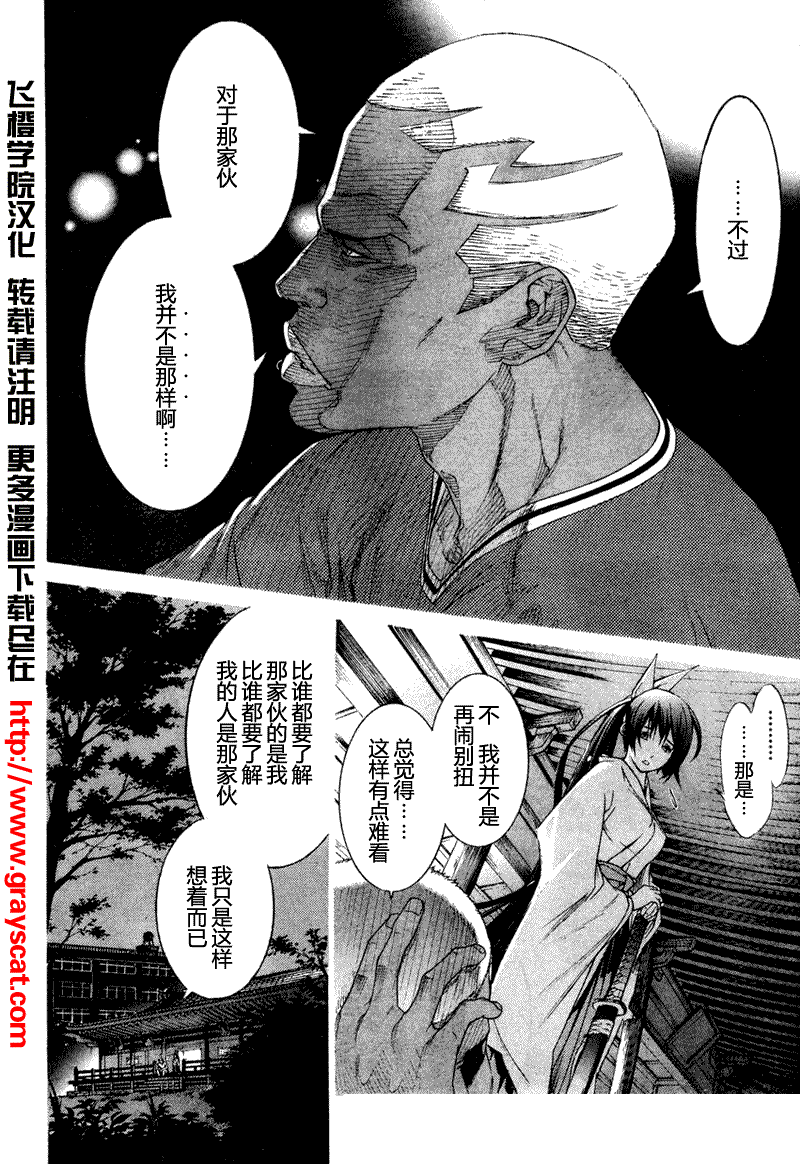 ……不过
对于那家伙
我并不是那样啊……
………
……那是…
不 我并不是
再闹别扭
总觉得……
这样有点难看
比谁都要了解
那家伙的是我
比谁都要了解
我的人是那家伙
我只是这样
想着而已
飞橙学院汉化 转载请注明 更多漫画下载尽在 http://www.grayscat.com